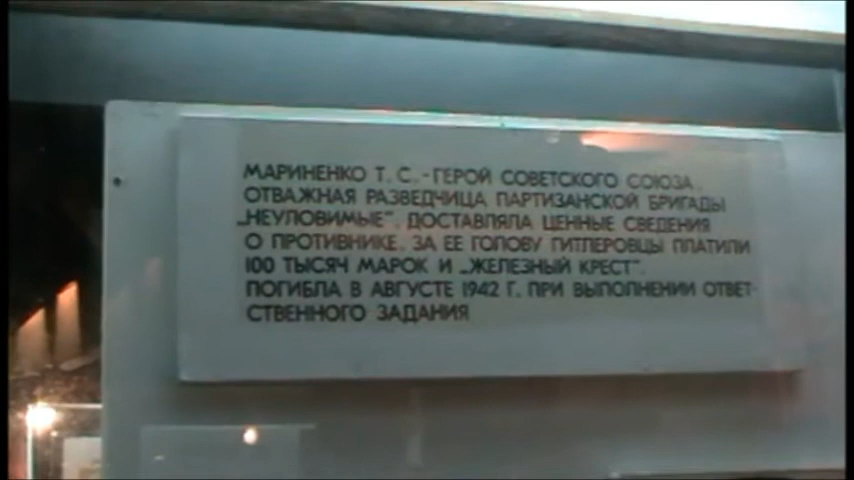 МАРИНЕНКО Т. С. - ГЕРОЙ СОВЕТСКОГО СОЮЗА.
ОТВАЖНАЯ РАЗВЕДЧИЦА ПАРТИЗАНСКОЙ БРИГАДЫ
„НЕУЛОВИМЫЕ", ДОСТАВЛЯЛА ЦЕННЫЕ СВЕДЕНИЯ
О ПРОТИВНИКЕ. ЗА ЕЕ ГОЛОВУ ГИТЛЕРОВЦЫ ПЛАТИЛИ
100 ТЫСЯЧ МАРОК И „ЖЕЛЕЗНЫЙ КРЕСТ".
ПОГИБЛА В АВГУСТЕ 1942 Г. ПРИ ВЫПОЛНЕНИИ ОТВЕТ-
СТВЕННОГО ЗАДАНИЯ